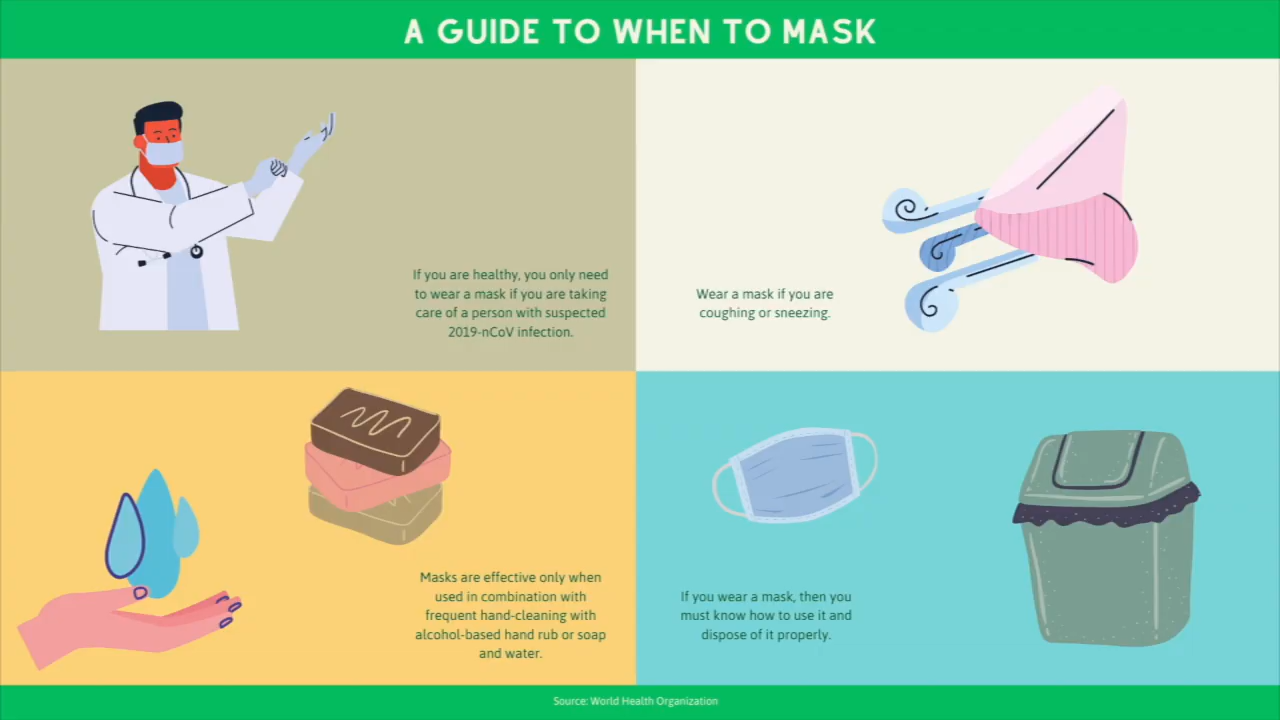 A GUIDE TO WHEN TO MASK
If you are healthy, you only need
to wear a mask if you are taking
care of a person with suspected
2019-nCoV infection.
Wear a mask if you are
coughing or sneezing.
Masks are effective only when
used in combination with
frequent hand-cleaning with
alcohol-based hand rub or soap
and water.
If you wear a mask, then you
must know how to use it and
dispose of it properly.
Source: World Health Organization